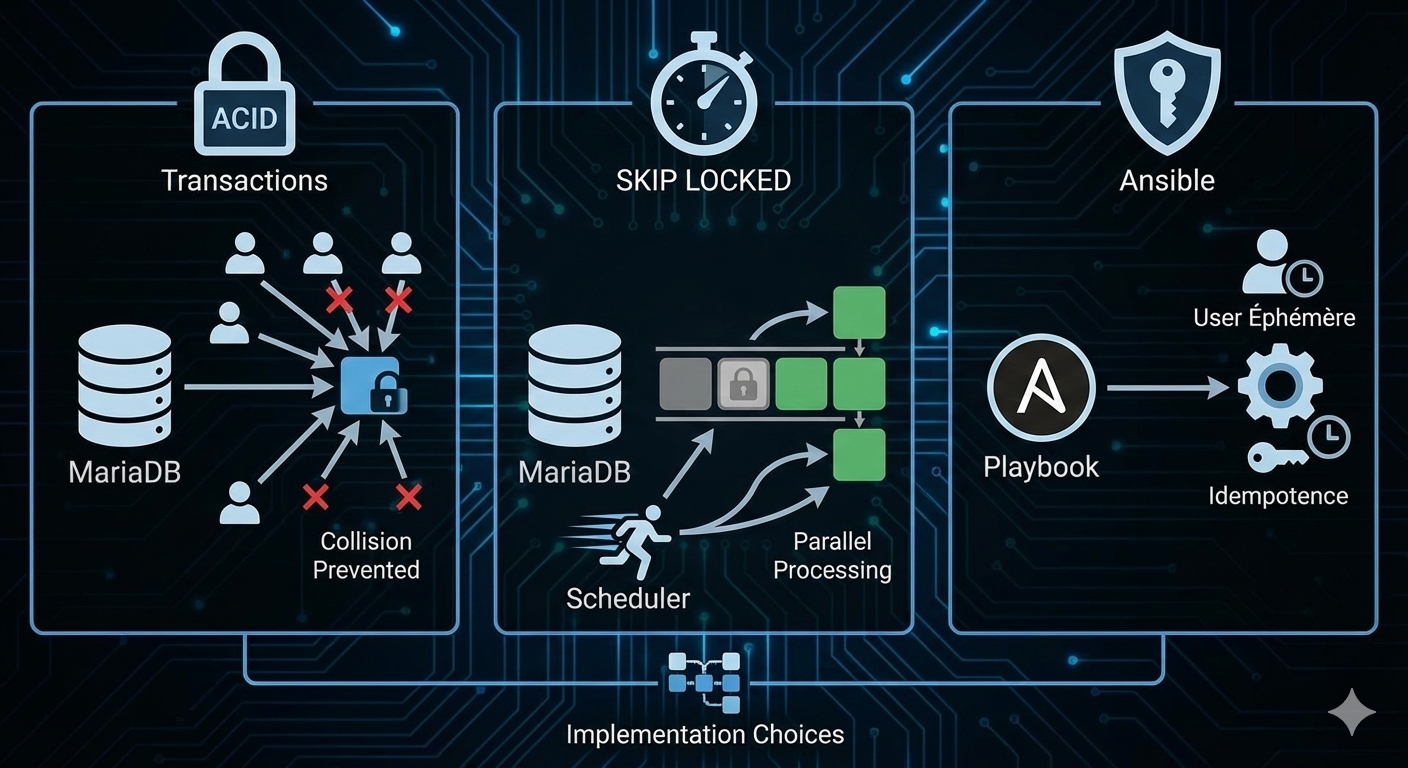 ACID
Transactions
MariaDB
Collision
Prevented
SKIP LOCKED
MariaDB
Scheduler
Parallel
Processing
Ansible
User Éphémère
Playbook
Idempotence
Implementation Choices